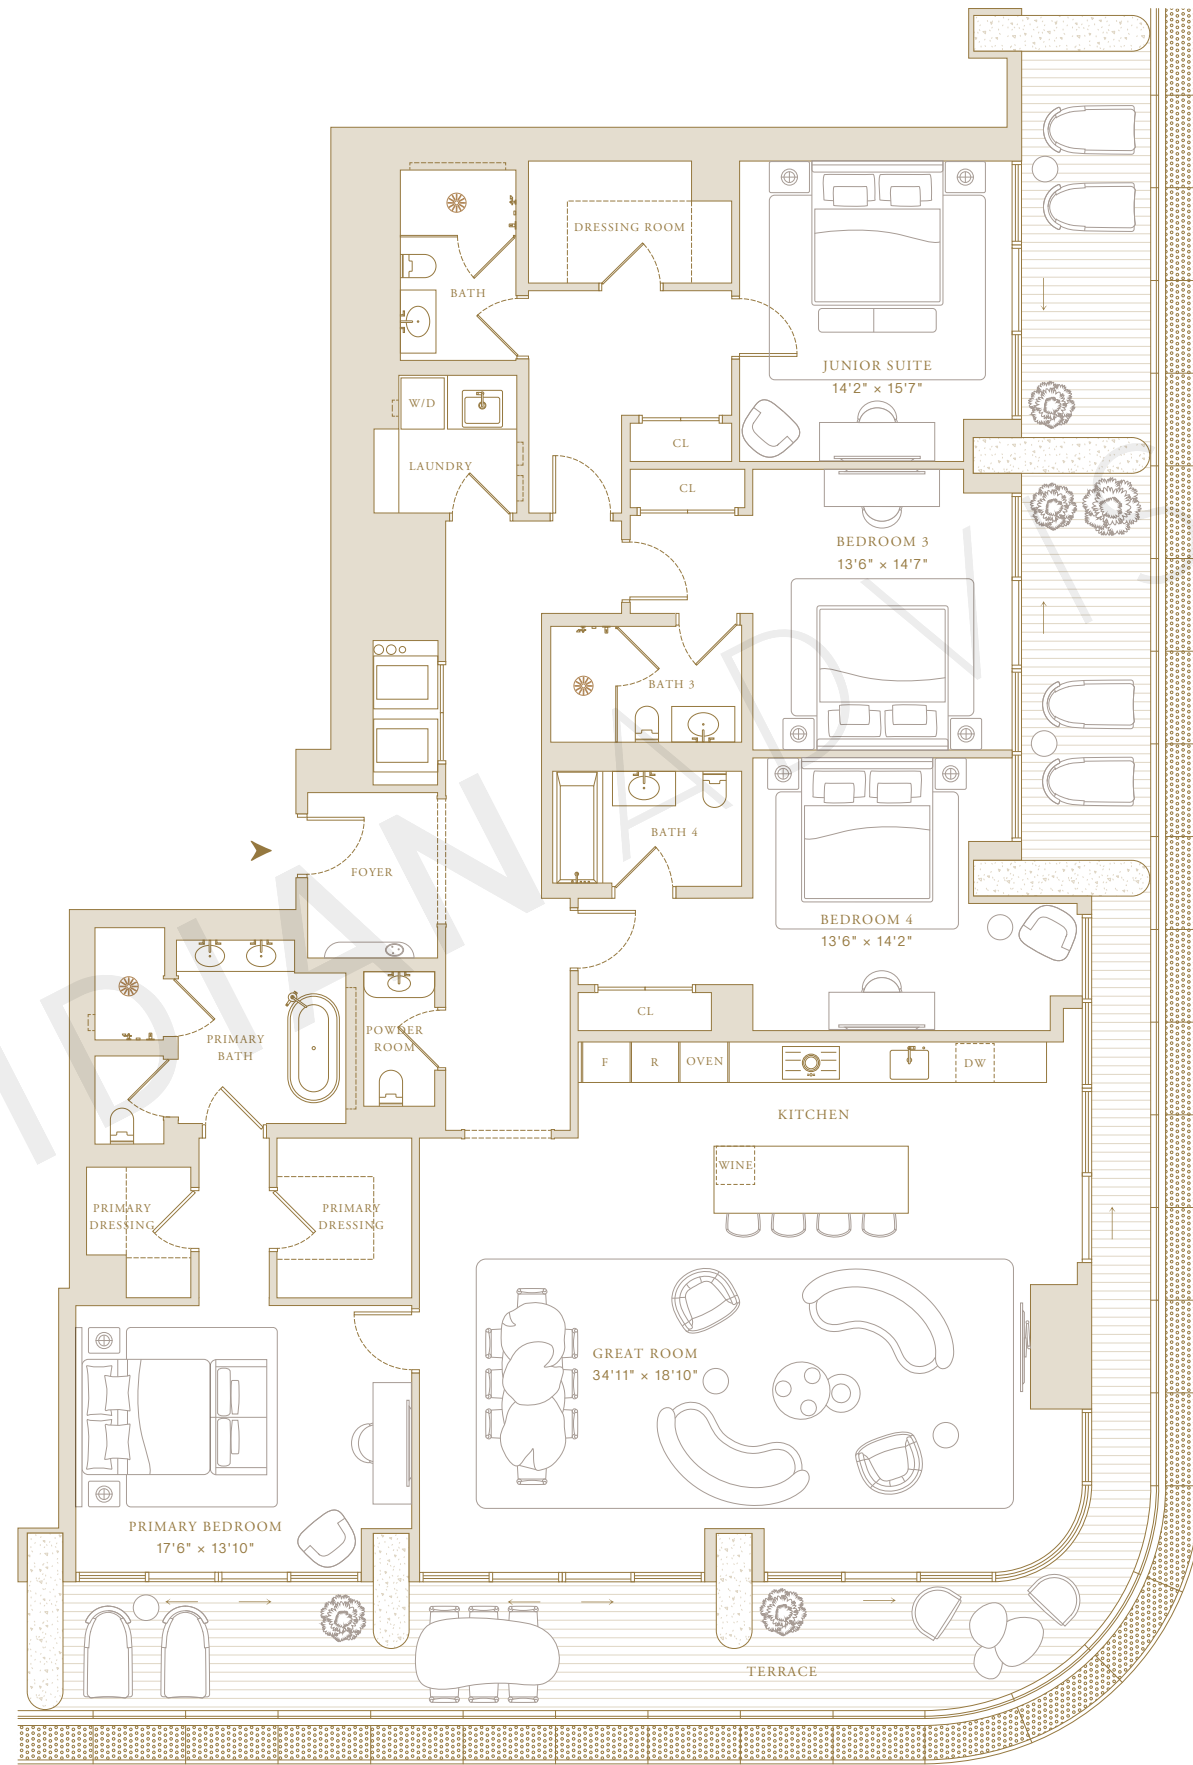 DRESSING ROOM
BATH
JUNIOR SUITE
14'2" × 15'7"
W/D
CL
LAUNDRY
CL
BEDROOM 3
13'6" × 14'7"
BATH 3
BATH 4
FOYER
BEDROOM 4
13'6" × 14'2"
CL
POWDER
ROOM
PRIMARY
BATH
F
R
OVEN
DW
KITCHEN
WINE
PRIMARY
DRESSING
PRIMARY
DRESSING
GREAT ROOM
34'11" × 18'10"
PRIMARY BEDROOM
17'6" × 13'10"
TERRACE
IDIAN ADVIS